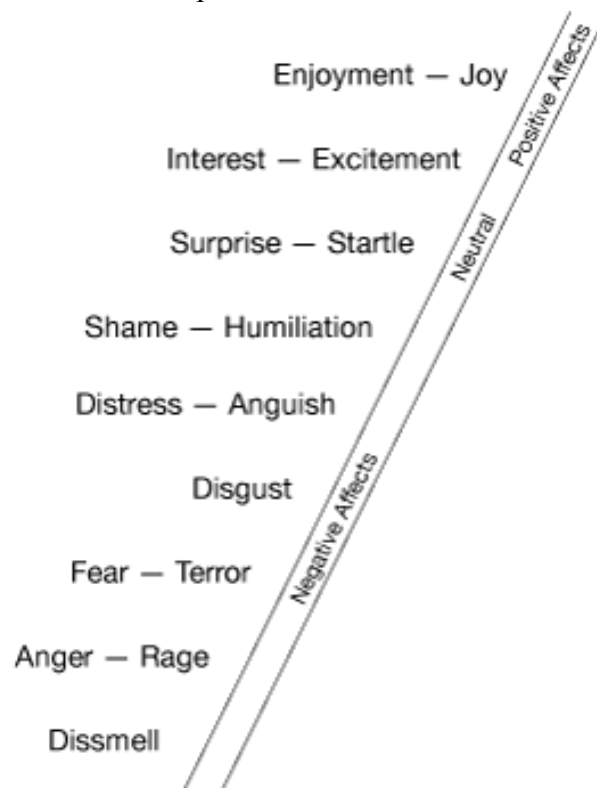 Enjoyment — Joy
Positive Affects
Interest — Excitement
Surprise — Startle
Neutral
Shame — Humiliation
Distress — Anguish
Disgust
Negative Affects
Fear — Terror
Anger — Rage
Dissmell